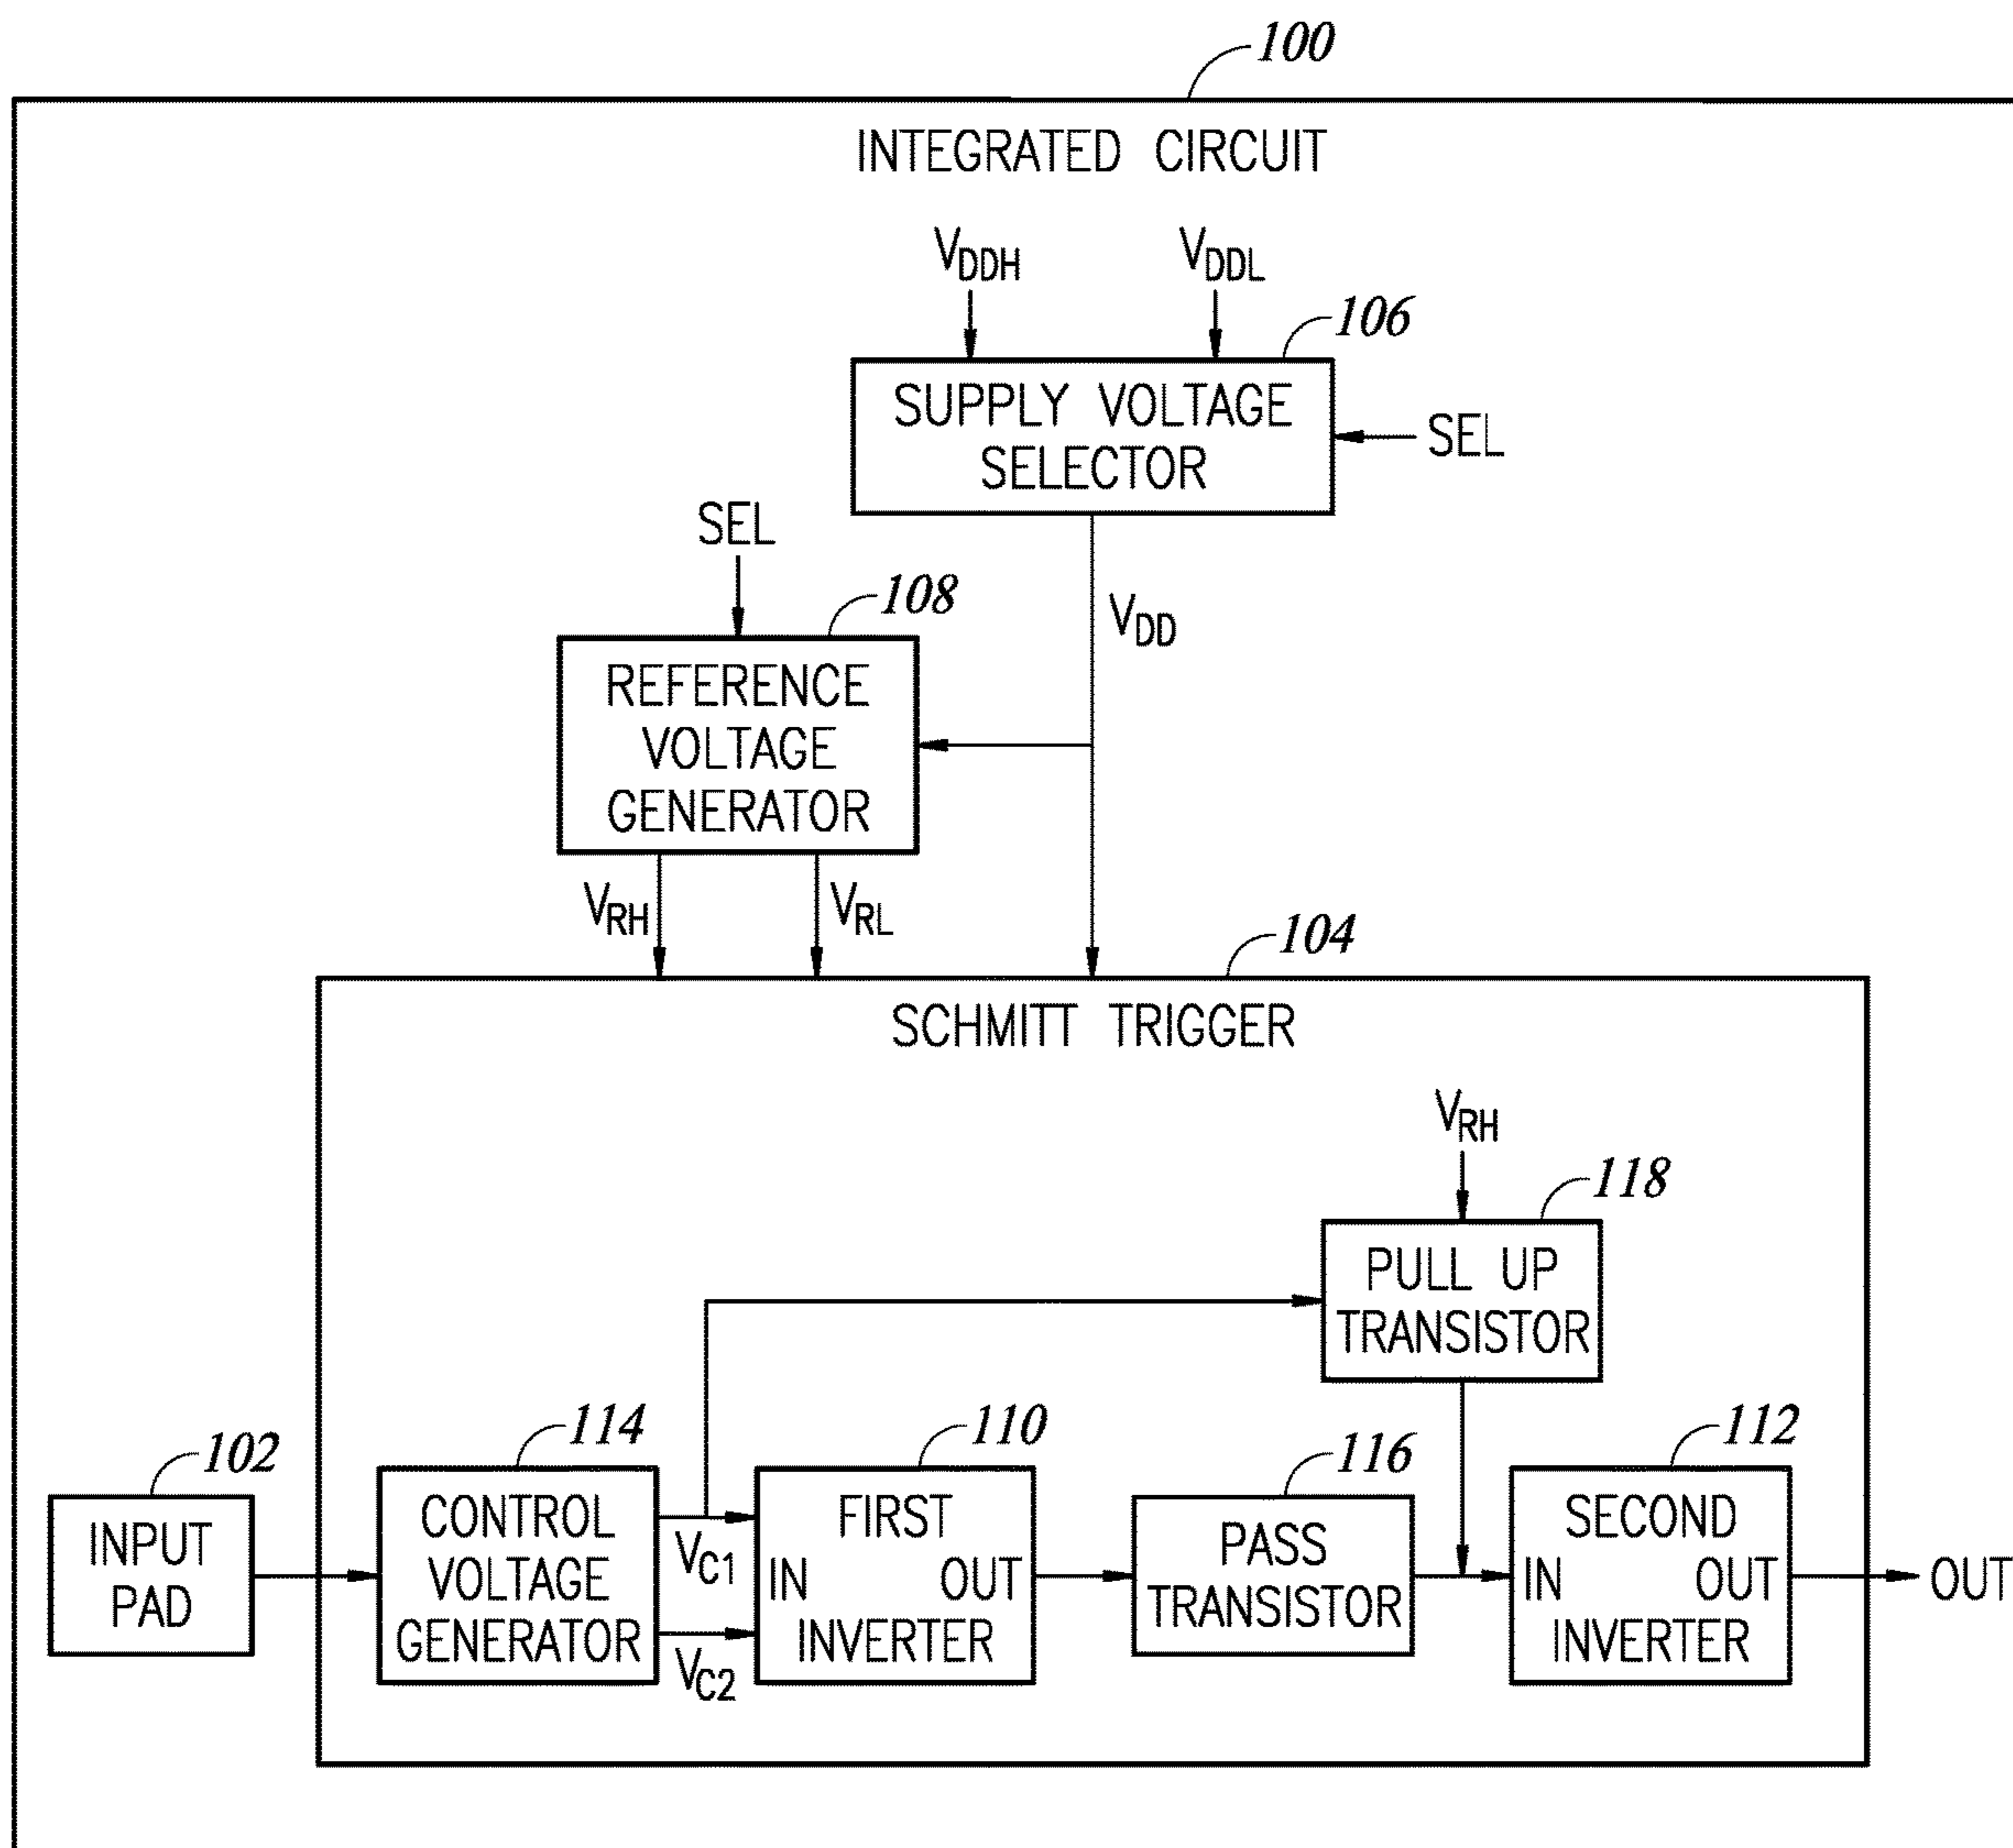 100
INTEGRATED CIRCUIT
VDDH VDDL
106
SUPPLY VOLTAGE
SELECTOR
SEL
SEL
108
VDD
REFERENCE
VOLTAGE
GENERATOR
VRH VRL
104
SCHMITT TRIGGER
VRH
118
PULL UP
TRANSISTOR
102
INPUT
PAD
114
CONTROL
VOLTAGE
GENERATOR
VC1
VC2
110
FIRST
IN OUT
INVERTER
116
PASS
TRANSISTOR
112
SECOND
IN OUT
INVERTER
OUT